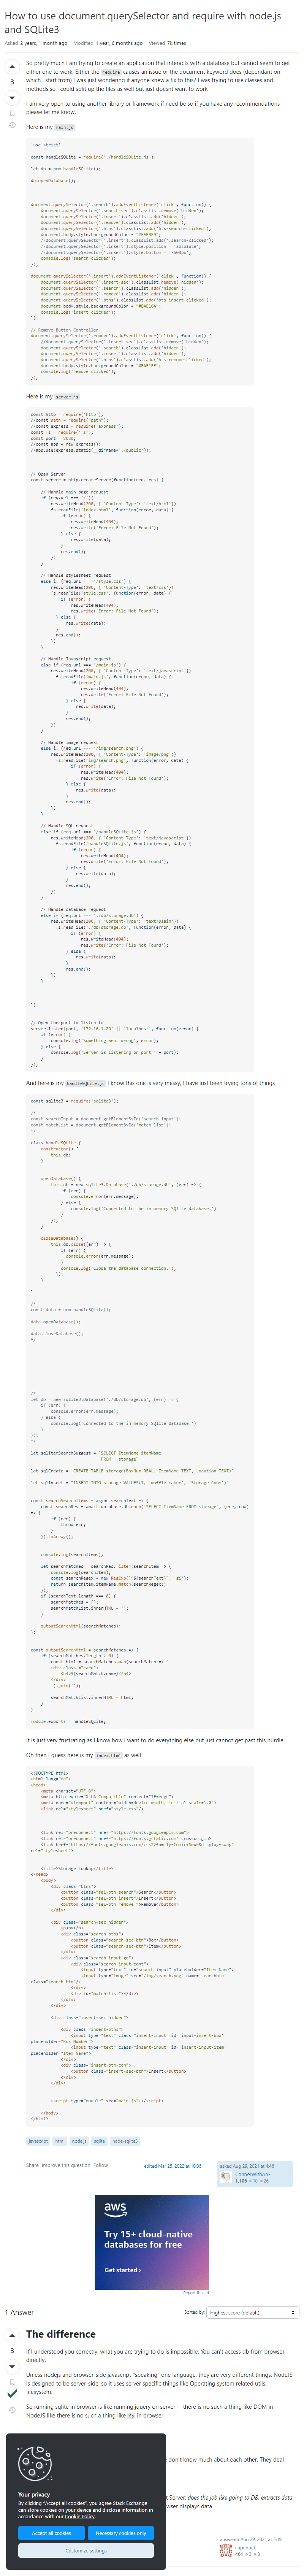 How to use document.querySelector and require with node.js
and SQLite3
Asked 2 years, 1 month ago Modified 1 year, 6 months ago Viewed 7k times
So pretty much I am trying to create an application that interacts with a database but cannot seem to get
either one to work. Either the require causes an issue or the document keyword does (dependant on
which I start from) I was just wondering if anyone knew a fix to this? I was trying to use classes and
methods so I could split up the files as well but just doesnt want to work
I am very open to using another library or framework if need be so if you have any recommendations
please let me know.
Here is my main.js
'use strict'
const handleSQLite = require('./handleSQLite.js')
let db = new handleSQLite();
db.openDatabase();
document.querySelector('.search').addEventListener('click', function() {
document.querySelector('.search-sec').classList.remove('hidden');
document.querySelector('.insert').classList.add('hidden');
document.querySelector('.remove').classList.add('hidden');
document.querySelector('.btns').classList.add('bts-search-clicked');
//document.querySelector('.insert').classList.add('.search-clicked');
//document.querySelector('.insert').style.position = 'absolute';
//document.querySelector('.insert').style.bottom = '-500px';
console.log('search clicked');
});
document.querySelector('.insert').addEventListener('click', function() {
document.querySelector('.insert-sec').classList.remove('hidden');
document.querySelector('.search').classList.add('hidden');
document.querySelector('.remove').classList.add('hidden');
document.querySelector('.btns').classList.add('bts-insert-clicked');
console.log('insert clicked');
});
// Remove Button Controller
document.querySelector('.remove').addEventListener('click', function() {
//document.querySelector('.insert-sec').classList.remove('hidden');
document.querySelector('.search').classList.add('hidden');
document.querySelector('.insert').classList.add('hidden');
document.querySelector('.btns').classList.add('bts-remove-clicked');
console.log('remove clicked');
});
Here is my server.js
const http = require('http');
//const path = require("path");
//const express = require('express');
const fs = require('fs');
const port = 8080;
//const app = new express();
//app.use(express.static(__dirname+'./public'));
// Open Server
const server = http.createServer(function(req, res) {
// Handle main page request
if (req.url === '/'){
res.writeHead(200, { 'Content-Type': 'text/html'})
fs.readFile('index.html', function(error, data) {
if (error) {
res.writeHead(404);
res.write('Error: File Not Found');
} else {
res.write(data);
}
res.end();
})
}
// Handle stylesheet request
else if (req.url === '/style.css') {
res.writeHead(200, { 'Content-Type': 'text/css'})
fs.readFile('style.css', function(error, data) {
if (error) {
res.writeHead(404);
res.write('Error: File Not Found');
} else {
res.write(data);
}
res.end();
})
}
// Handle Javascript request
else if (req.url === '/main.js') {
res.writeHead(200, { 'Content-Type': 'text/javascript'})
fs.readFile('main.js', function(error, data) {
if (error) {
res.writeHead(404);
res.write('Error: File Not Found');
} else {
res.write(data);
}
res.end();
})
}
// Handle image request
else if (req.url === '/img/search.png') {
res.writeHead(200, { 'Content-Type': 'image/png'})
fs.readFile('img/search.png', function(error, data) {
if (error) {
res.writeHead(404);
res.write('Error: File Not Found');
} else {
res.write(data);
}
res.end();
})
}
// Handle SQL request
else if (req.url === '/handleSQLite.js') {
res.writeHead(200, { 'Content-Type': 'text/javascript'})
fs.readFile('handleSQLite.js', function(error, data) {
if (error) {
res.writeHead(404);
res.write('Error: File Not Found');
} else {
res.write(data);
}
res.end();
})
}
// Handle database request
else if (req.url === './db/storage.db') {
res.writeHead(200, { 'Content-Type': 'text/plain'})
fs.readFile('./db/storage.db', function(error, data) {
if (error) {
res.writeHead(404);
res.write('Error: File Not Found');
} else {
res.write(data);
}
res.end();
})
}
});
// Open the port to listen to
console.log('Something went wrong', error);
} else {
console.log('Server is listening on port ' + port);
}
});
And here is my handleSQLite.js I know this one is very messy, I have just been trying tons of things
const sqlite3 = require('sqlite3');
/*
const searchInput = document.getElementById('search-input');
const matchList = document.getElementById('match-list');
*/
class handleSQLite {
constructor() {
this.db;
}
openDatabase() {
this.db = new sqlite3.Database('./db/storage.db', (err) => {
if (err) {
console.error(err.message);
} else {
console.log('Connected to the in memory SQLite database.')
}
});
}
closeDatabase() {
this.db.close((err) => {
if (err) {
console.error(err.message);
}
console.log('Close the database connection.');
});
}
}
/*
const data = new handleSQLite();
data.openDatabase();
data.closeDatabase();
*/
/*
let db = new sqlite3.Database('./db/storage.db', (err) => {
if (err) {
console.error(err.message)
} else {
console.log('Connected to the in memory SQlite database.')
}
});
*/
let sqlItemSearchSuggest = `SELECT ItemName itemName
FROM storage`
let sqlCreate = `CREATE TABLE storage(BoxNum REAL, ItemName TEXT, Location TEXT)`
const searchSearchItems = async searchText => {
const searchRes = await database.db.each(`SELECT ItemName FROM storage`, (err, row)
=> {
if (err) {
throw err;
}
}).toArray();
console.log(searchItems);
let searchMatches = searchRes.filter(searchItem => {
console.log(searchItem);
const searchRegex = new RegExp(`^${searchText}`, 'gi');
return searchItem.itemName.match(searchRegex);
});
if (searchText.length === 0) {
searchMatches = [];
searchMatchList.innerHTML = '';
}
outputSearchHtml(searchMatches);
};
const outputSearchHtml = searchMatches => {
if (searchMatches.length > 0) {
const html = searchMatches.map(searchMatch => `
<div class ="card">
<h4>${searchMatch.name}</h4>
</div>
`).join('');
searchMatchList.innerHTML = html;
}
}
module.exports = handleSQLite;
It is just very frustrating as I know how I want to do everything else but just cannot get past this hurdle.
Oh then I guess here is my index.html as well
<!DOCTYPE html>
<html lang="en">
<head>
<meta charset="UTF-8">
<meta http-equiv="X-UA-Compatible" content="IE=edge">
<meta name="viewport" content="width=device-width, initial-scale=1.0">
<link rel="stylesheet" href="style.css"/>
<link rel="preconnect" href="https://fonts.googleapis.com">
<link rel="preconnect" href="https://fonts.gstatic.com" crossorigin>
<link href="https://fonts.googleapis.com/css2?family=Comic+Neue&display=swap"
rel="stylesheet">
<title>Storage Lookup</title>
</head>
<body>
<div class="btns">
<button class="sel-btn search">Search</button>
<button class="sel-btn insert">Insert</button>
<button class="sel-btn remove ">Remove</button>
</div>
<div class="search-sec hidden">
<p>By</p>
<div class="search-btns">
<button class="search-sec-btn">Box</button>
<button class="search-sec-btn">Item</button>
</div>
<div class="search-input-go">
<div class="search-input-cont">
<input type="text" id="search-input" placeholder="Item Name">
<input type="image" src="/img/search.png" name='searchbtn'
class="search-btn"/>
</div>
<div id="match-list"></div>
</div>
</div>
<div class="insert-sec hidden">
<div class="insert-btns">
<input type="text" class="insert-input" id='input-insert-box'
placeholder="Box Number">
<input type="text" class="insert-input" id='insert-input-item'
placeholder="Item Name">
</div>
<div class="insert-btn-con">
<button class="insert-sec-btn">Insert</button>
</div>
</div>
<script type="module" src="main.js"></script>
</body>
</html>
javascript html node.js sqlite node-sqlite3
Share Improve this question Follow
edited Mar 25, 2022 at 10:03
asked Aug 29, 2021 at 4:46
ConnerWithAnE
aws
Try 15+ cloud-native
databases for free
Get started ›
Report this ad
1 Answer
Sorted by: Highest score (default)
3
The difference
If I understood you correctly, what you are trying to do is impossible. You can't access db from browser
directly.
Unless nodejs and browser-side javascript "speaking" one language, they are very different things. NodeJS
is designed to be server-side, so it uses server specific things like Operating system related utils,
filesystem.
So running sqlite in browser is like running jquery on server -- there is no such a thing like DOM in
NodeJS like there is no such a thing like fs in browser.
don't know much about each other. They deal
t Server: does the job like going to DB, extracts data
wser displays data
Your privacy
By clicking "Accept all cookies", you agree Stack Exchange
can store cookies on your device and disclose information in
accordance with our Cookie Policy.
Accept all cookies
Necessary cookies only
Customize settings
answered Aug 29, 2021 at 5:19
capchuck